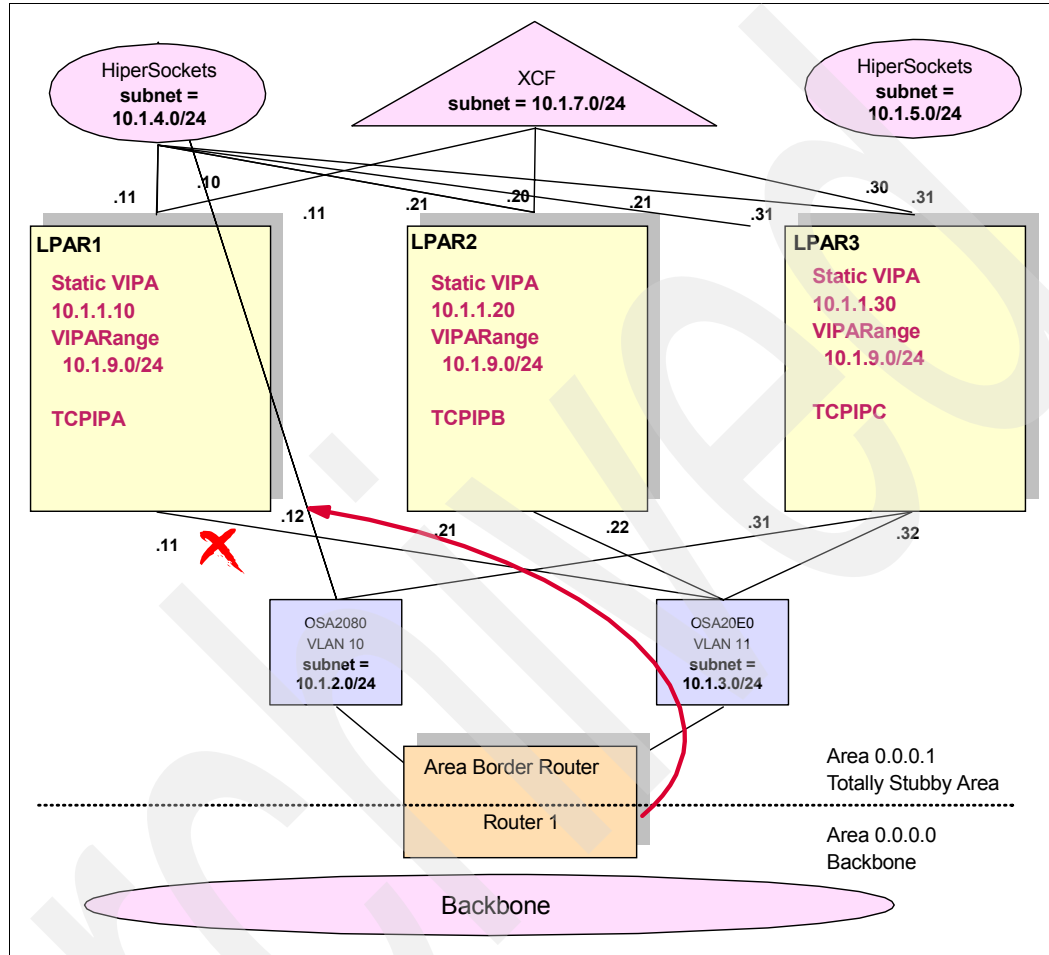 HiperSockets
subnet =
10.1.4.0/24
XCF
subnet = 10.1.7.0/24
HiperSockets
subnet =
10.1.5.0/24
.11
.10
.11
.21
.20
.21
.31
.30
.31
LPAR1
Static VIPA
10.1.1.10
VIPARange
10.1.9.0/24
TCPIPA
LPAR2
Static VIPA
10.1.1.20
VIPARange
10.1.9.0/24
TCPIPB
LPAR3
Static VIPA
10.1.1.30
VIPARange
10.1.9.0/24
TCPIPC
.11
.12
.21
.22
.31
.32
OSA2080
VLAN 10
subnet =
10.1.2.0/24
OSA20E0
VLAN 11
subnet =
10.1.3.0/24
Area Border Router
Router 1
Area 0.0.0.1
Totally Stubby Area
Area 0.0.0.0
Backbone
Backbone